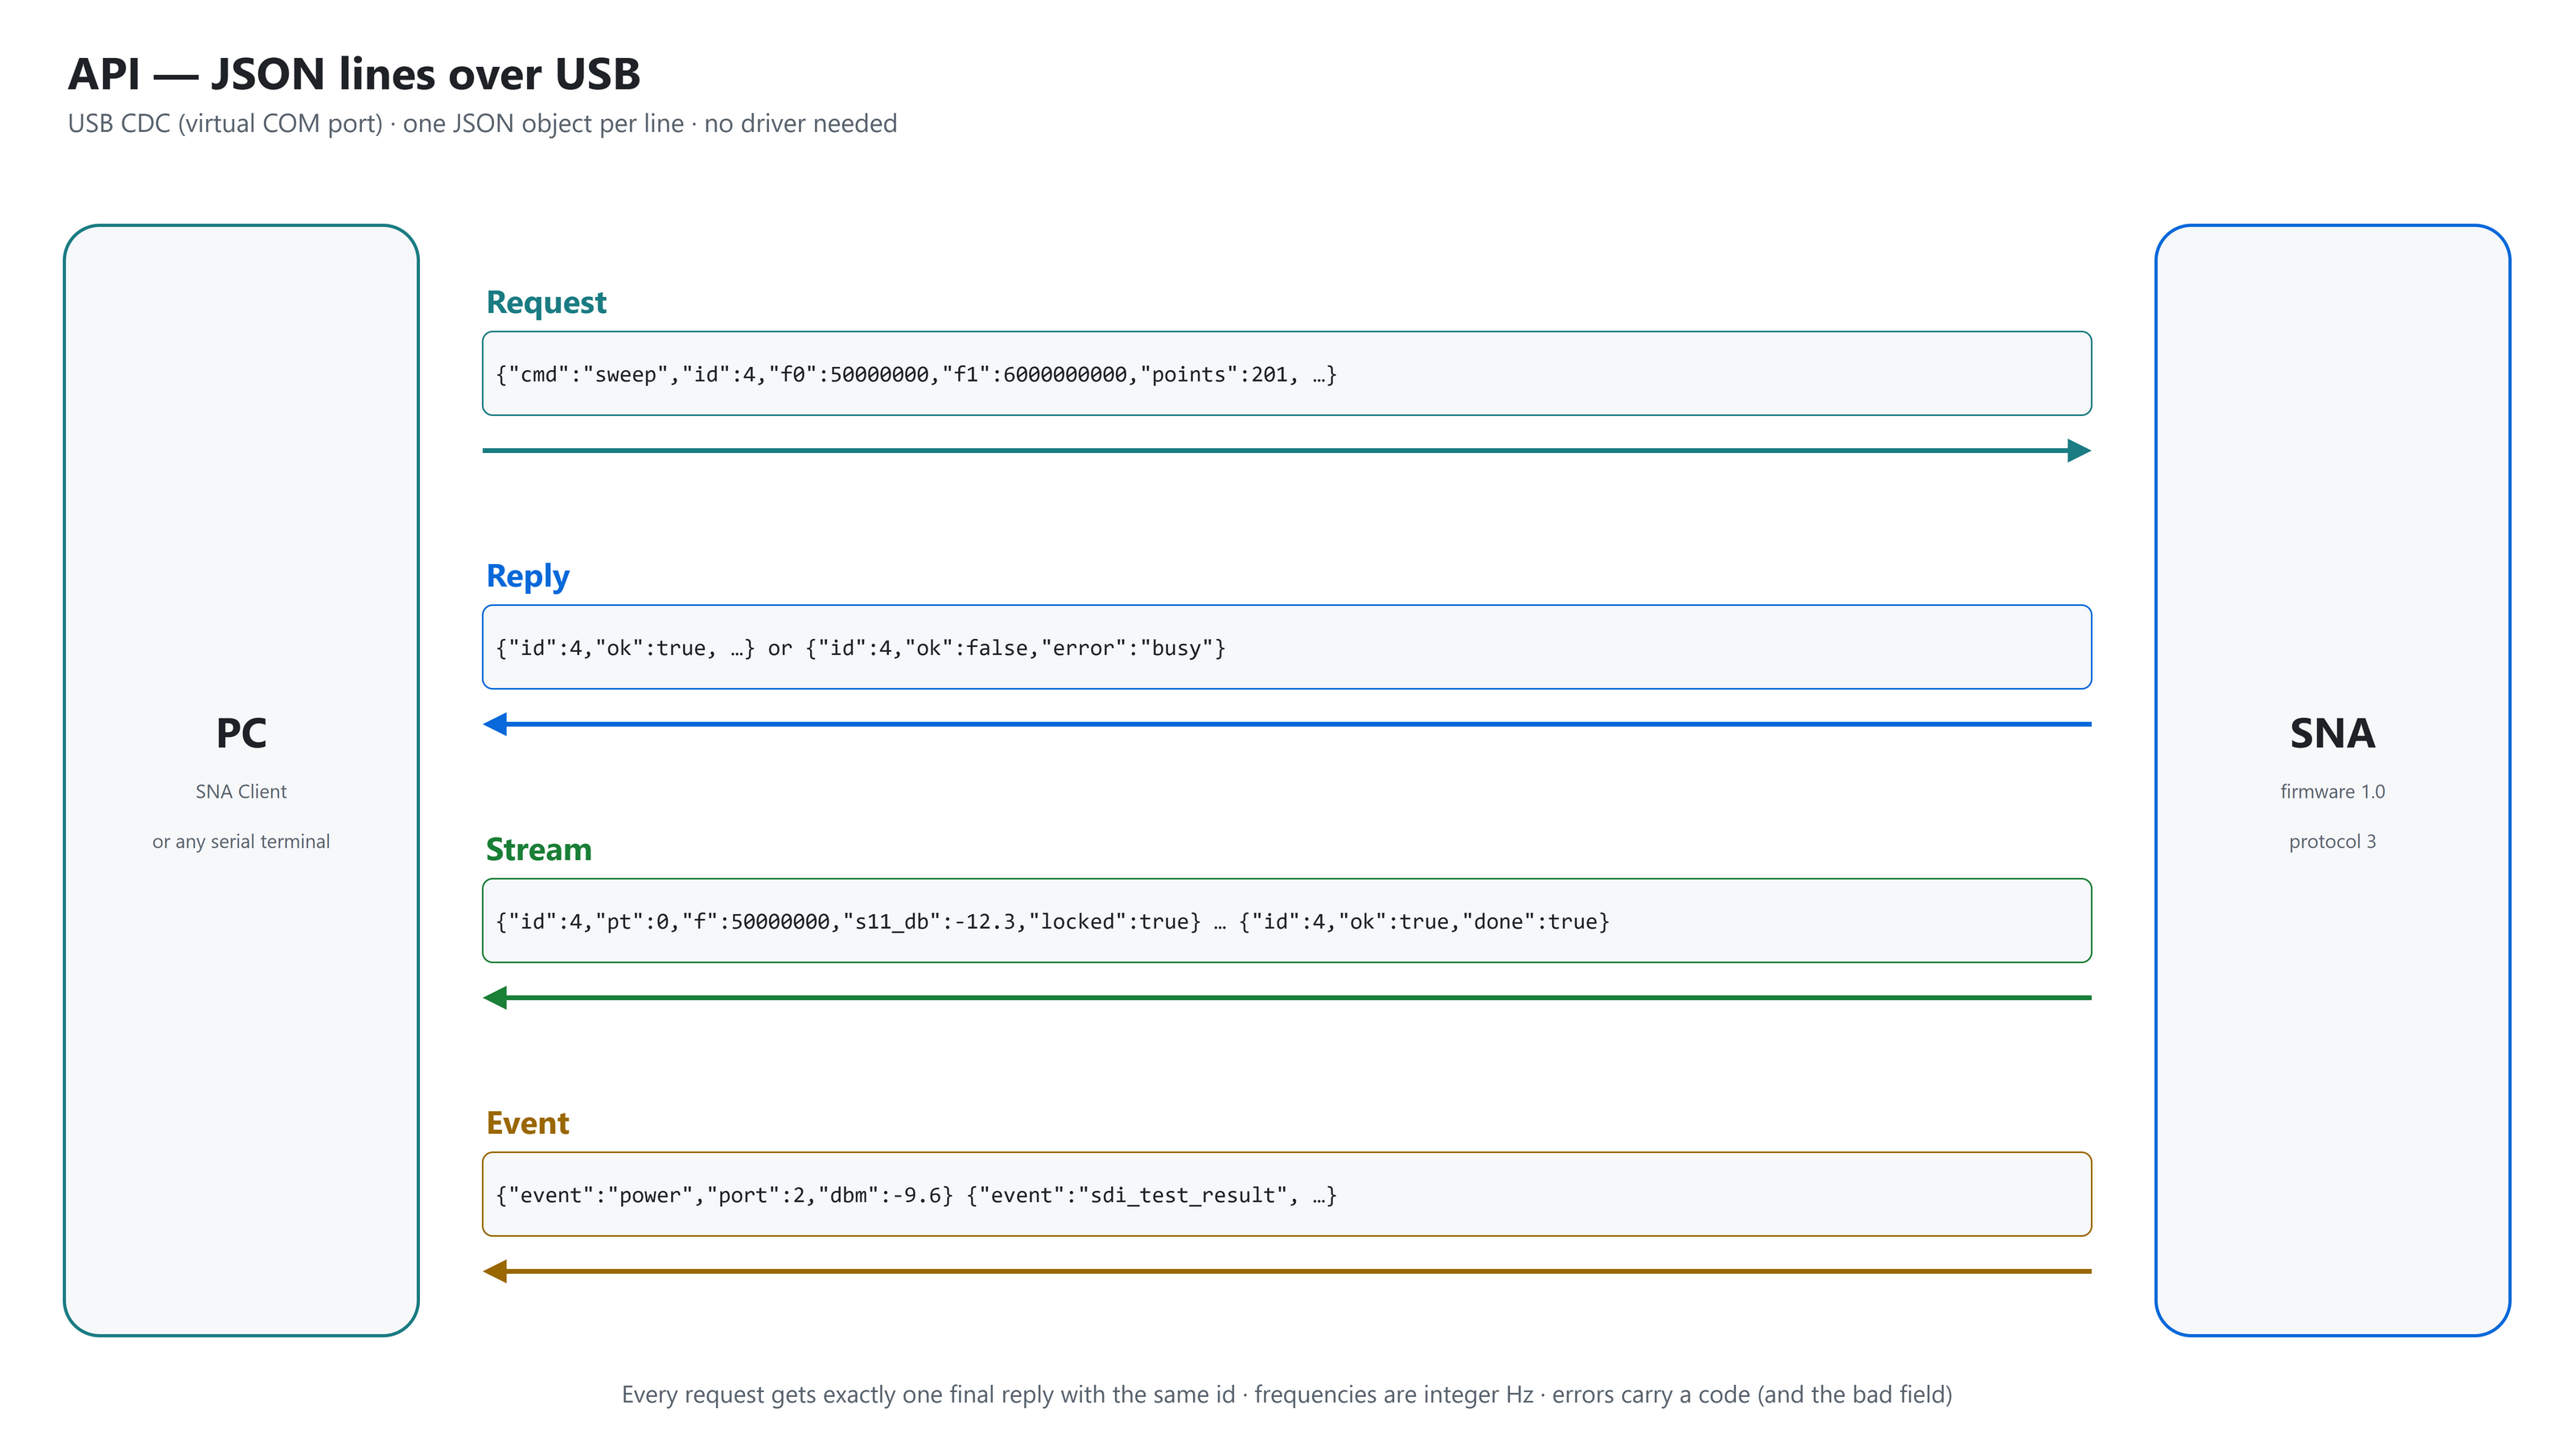 API — JSON lines over USB
USB CDC (virtual COM port) · one JSON object per line · no driver needed
PC
SNA Client
or any serial terminal
Request
{"cmd":"sweep","id":4,"f0":50000000,"f1":6000000000,"points":201, …}
Reply
{"id":4,"ok":true, …} or {"id":4,"ok":false,"error":"busy"}
Stream
{"id":4,"pt":0,"f":50000000,"s11_db":-12.3,"locked":true} … {"id":4,"ok":true,"done":true}
Event
{"event":"power","port":2,"dbm":-9.6} {"event":"sdi_test_result", …}
SNA
firmware 1.0
protocol 3
Every request gets exactly one final reply with the same id · frequencies are integer Hz · errors carry a code (and the bad field)